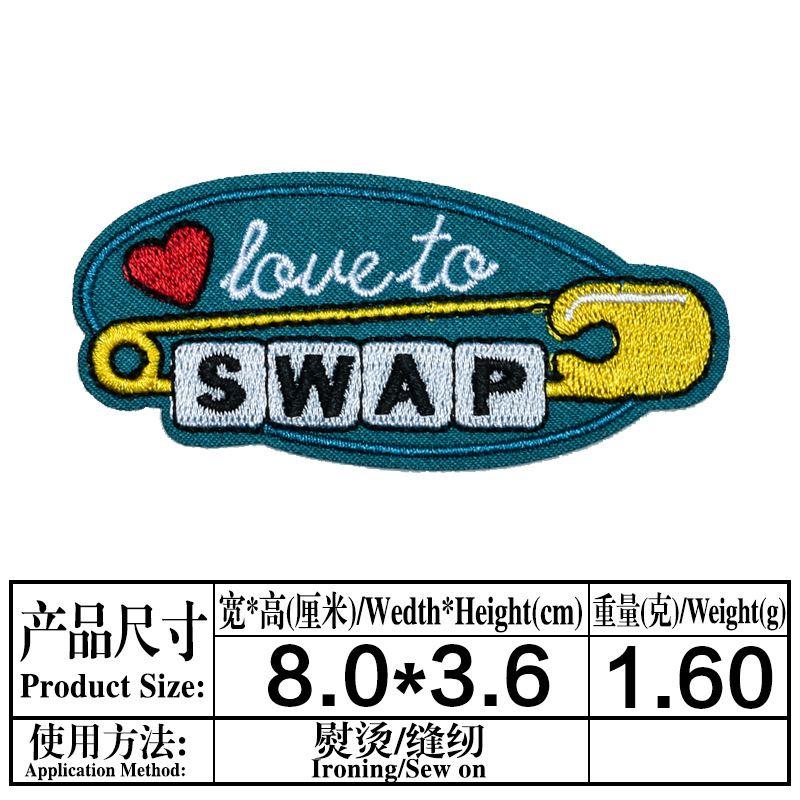 love to
SWAP
产品尺寸
Product Size:
宽*高(厘米)/Wedth*Height(cm)
重量(克)/Weight(g)
8.0*3.6
1.60
使用方法:
Application Method:
熨烫/缝纫
Ironing/Sew on